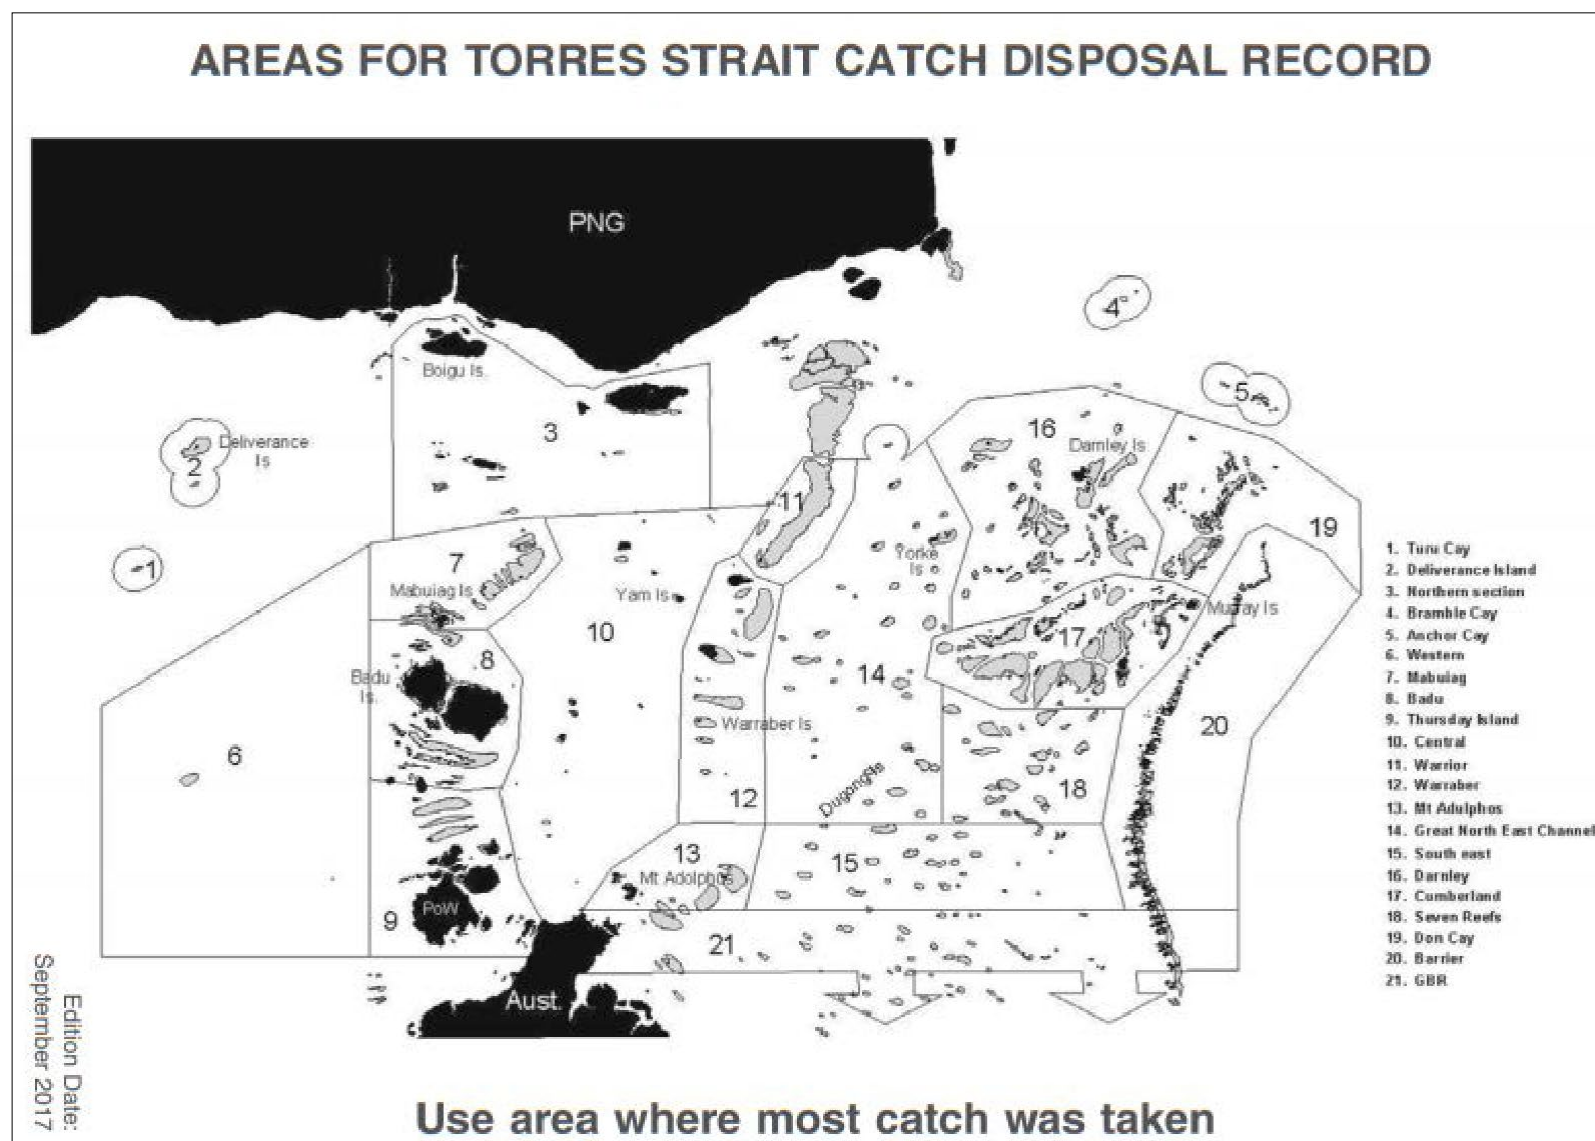 AREAS FOR TORRES STRAIT CATCH DISPOSAL RECORD
PNG
4
Boigu Is.
5
3
16
Darnley Is
Deliverance
Is
2
11
19
1
7
Yorke
Is
Mabuiag Is
Yam Is
Murray Is
10
17
8
Badu
Is.
14
Warraber Is
20
6
Dugong Is
12
18
13
15
Mt Adolphos
PoW
9
21
Aust.
1. Turu Cay
2. Deliverance Island
3. Northern section
4. Bramble Cay
5. Anchor Cay
6. Western
7. Mabuiag
8. Badu
9. Thursday Island
10. Central
11. Warrior
12. Warraber
13. Mt Adulphos
14. Great North East Channel
15. South east
16. Darnley
17. Cumberland
18. Seven Reefs
19. Don Cay
20. Barrier
21. GBR
Edition Date:
September 2017
Use area where most catch was taken